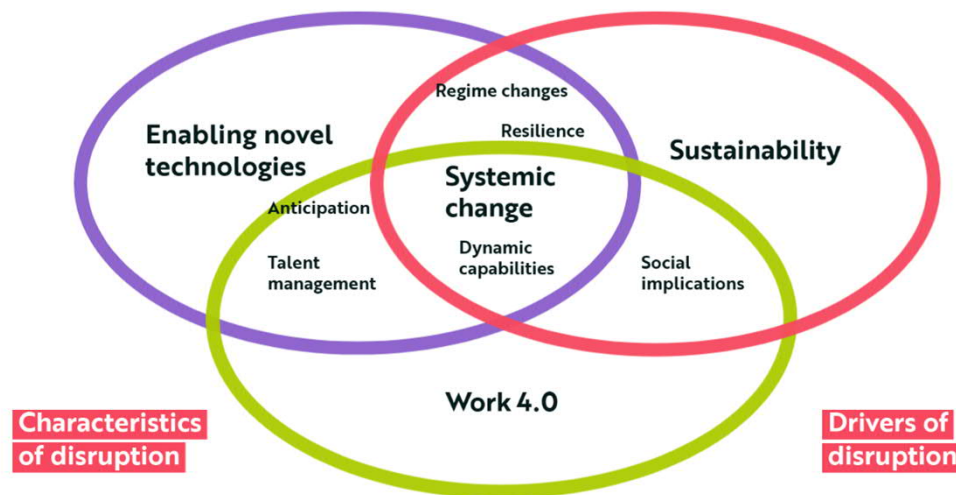 Regime changes
Resilience
Enabling novel
technologies
Sustainability
Systemic
change
Anticipation
Dynamic
capabilities
Talent
management
Social
implications
Work 4.0
Characteristics
of disruption
Drivers of
disruption